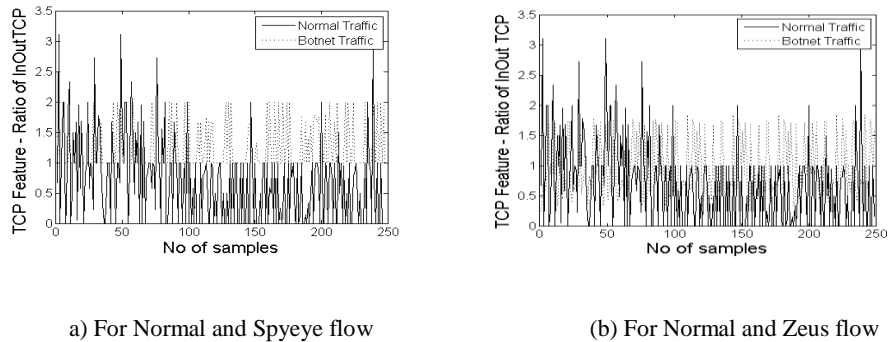 3.5
3
2.5
2
1.5
1
0.5
0
TCP Feature - Ratio of InOut TCP
Normal Traffic
Botnet Traffic
0
50
100
150
200
250
No of samples
3.5
3
2.5
2
1.5
1
0.5
0
TCP Feature - Ratio of InOut TCP
Normal Traffic
Botnet Traffic
0
50
100
150
200
250
No of samples
a) For Normal and Spyeye flow
(b) For Normal and Zeus flow